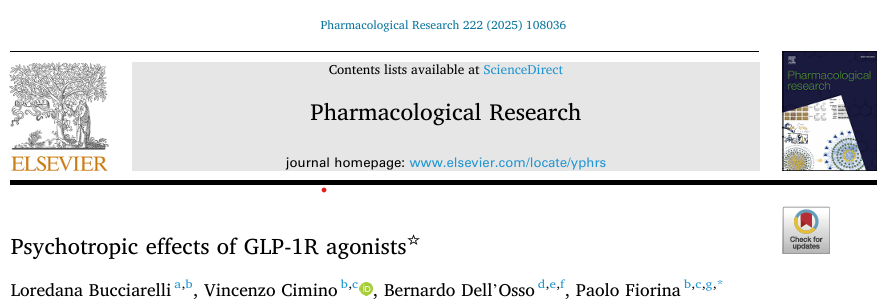 Pharmacological Research 222 (2025) 108036
Contents lists available at ScienceDirect
Pharmacological Research
journal homepage: www.elsevier.com/locate/yphrs
ELSEVIER
Pharmacological
research
Check for
updates
Psychotropic effects of GLP-1R agonists☆
Loredana Bucciarelli a,b, Vincenzo Cimino b,c iD, Bernardo Dell'Osso d,e,f, Paolo Fiorina b,c,g,*